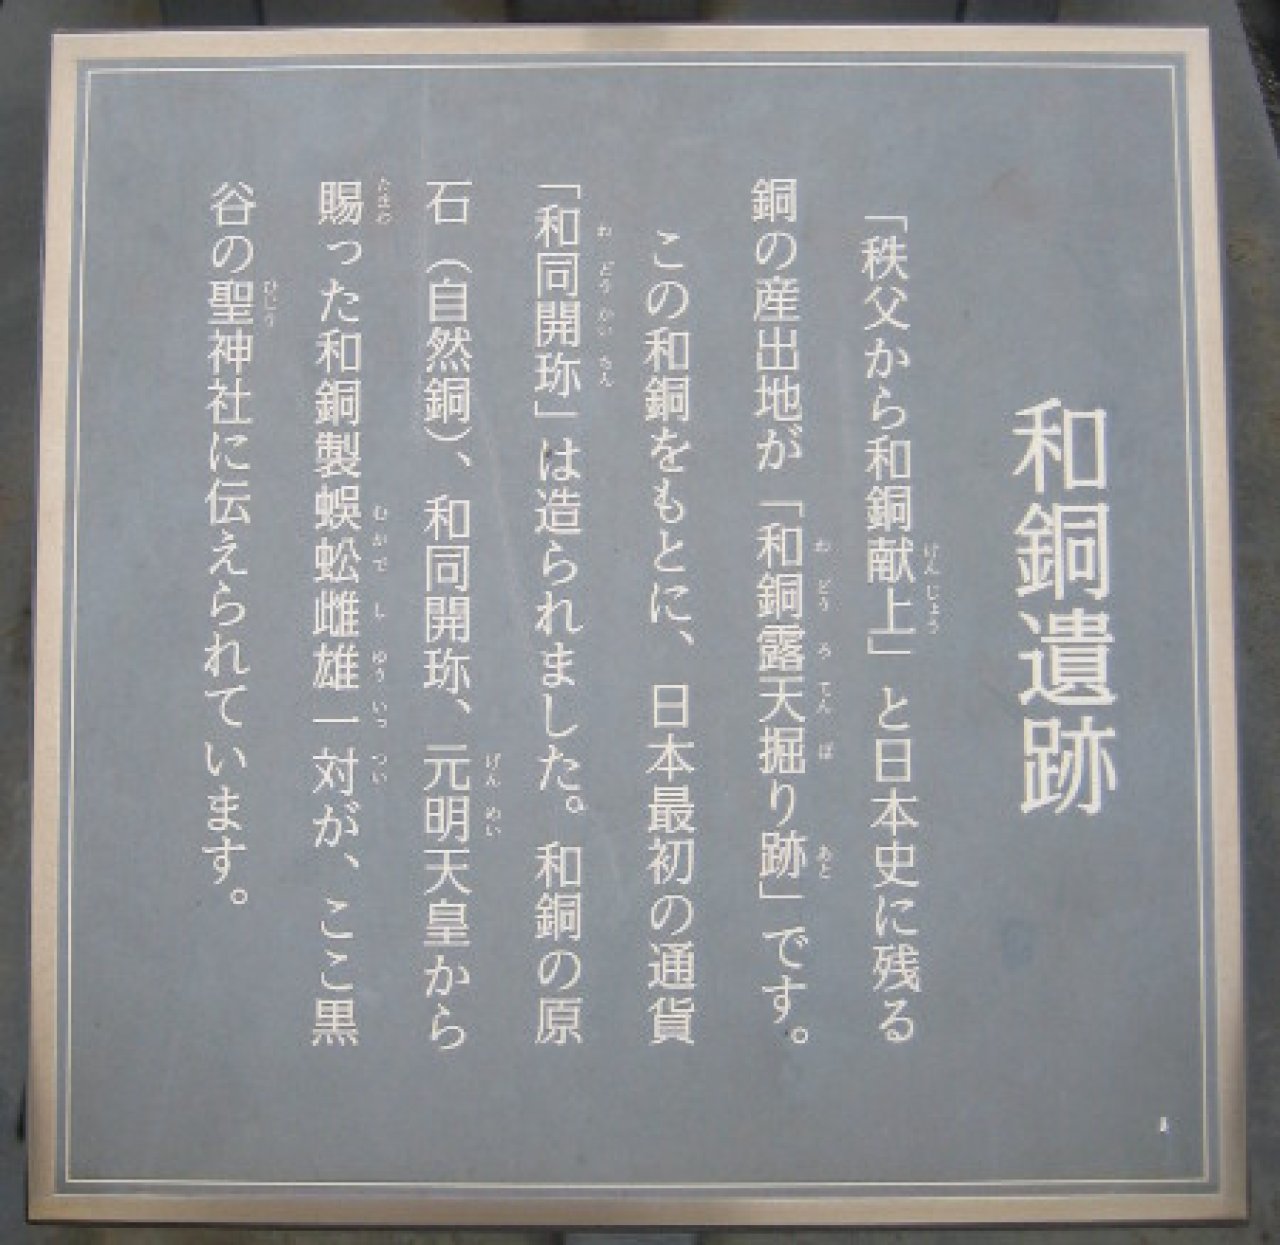 和銅遺跡
「秩父から和銅献上」と日本史に残る
銅の産出地が「和銅露天掘り跡」です。
この和銅をもとに、日本最初の通貨
「和同開珎」は造られました。和銅の原
石（自然銅）、和同開珎、元明天皇から
賜った和銅製蜈蚣雌雄一対が、ここ黒
谷の聖神社に伝えられています。